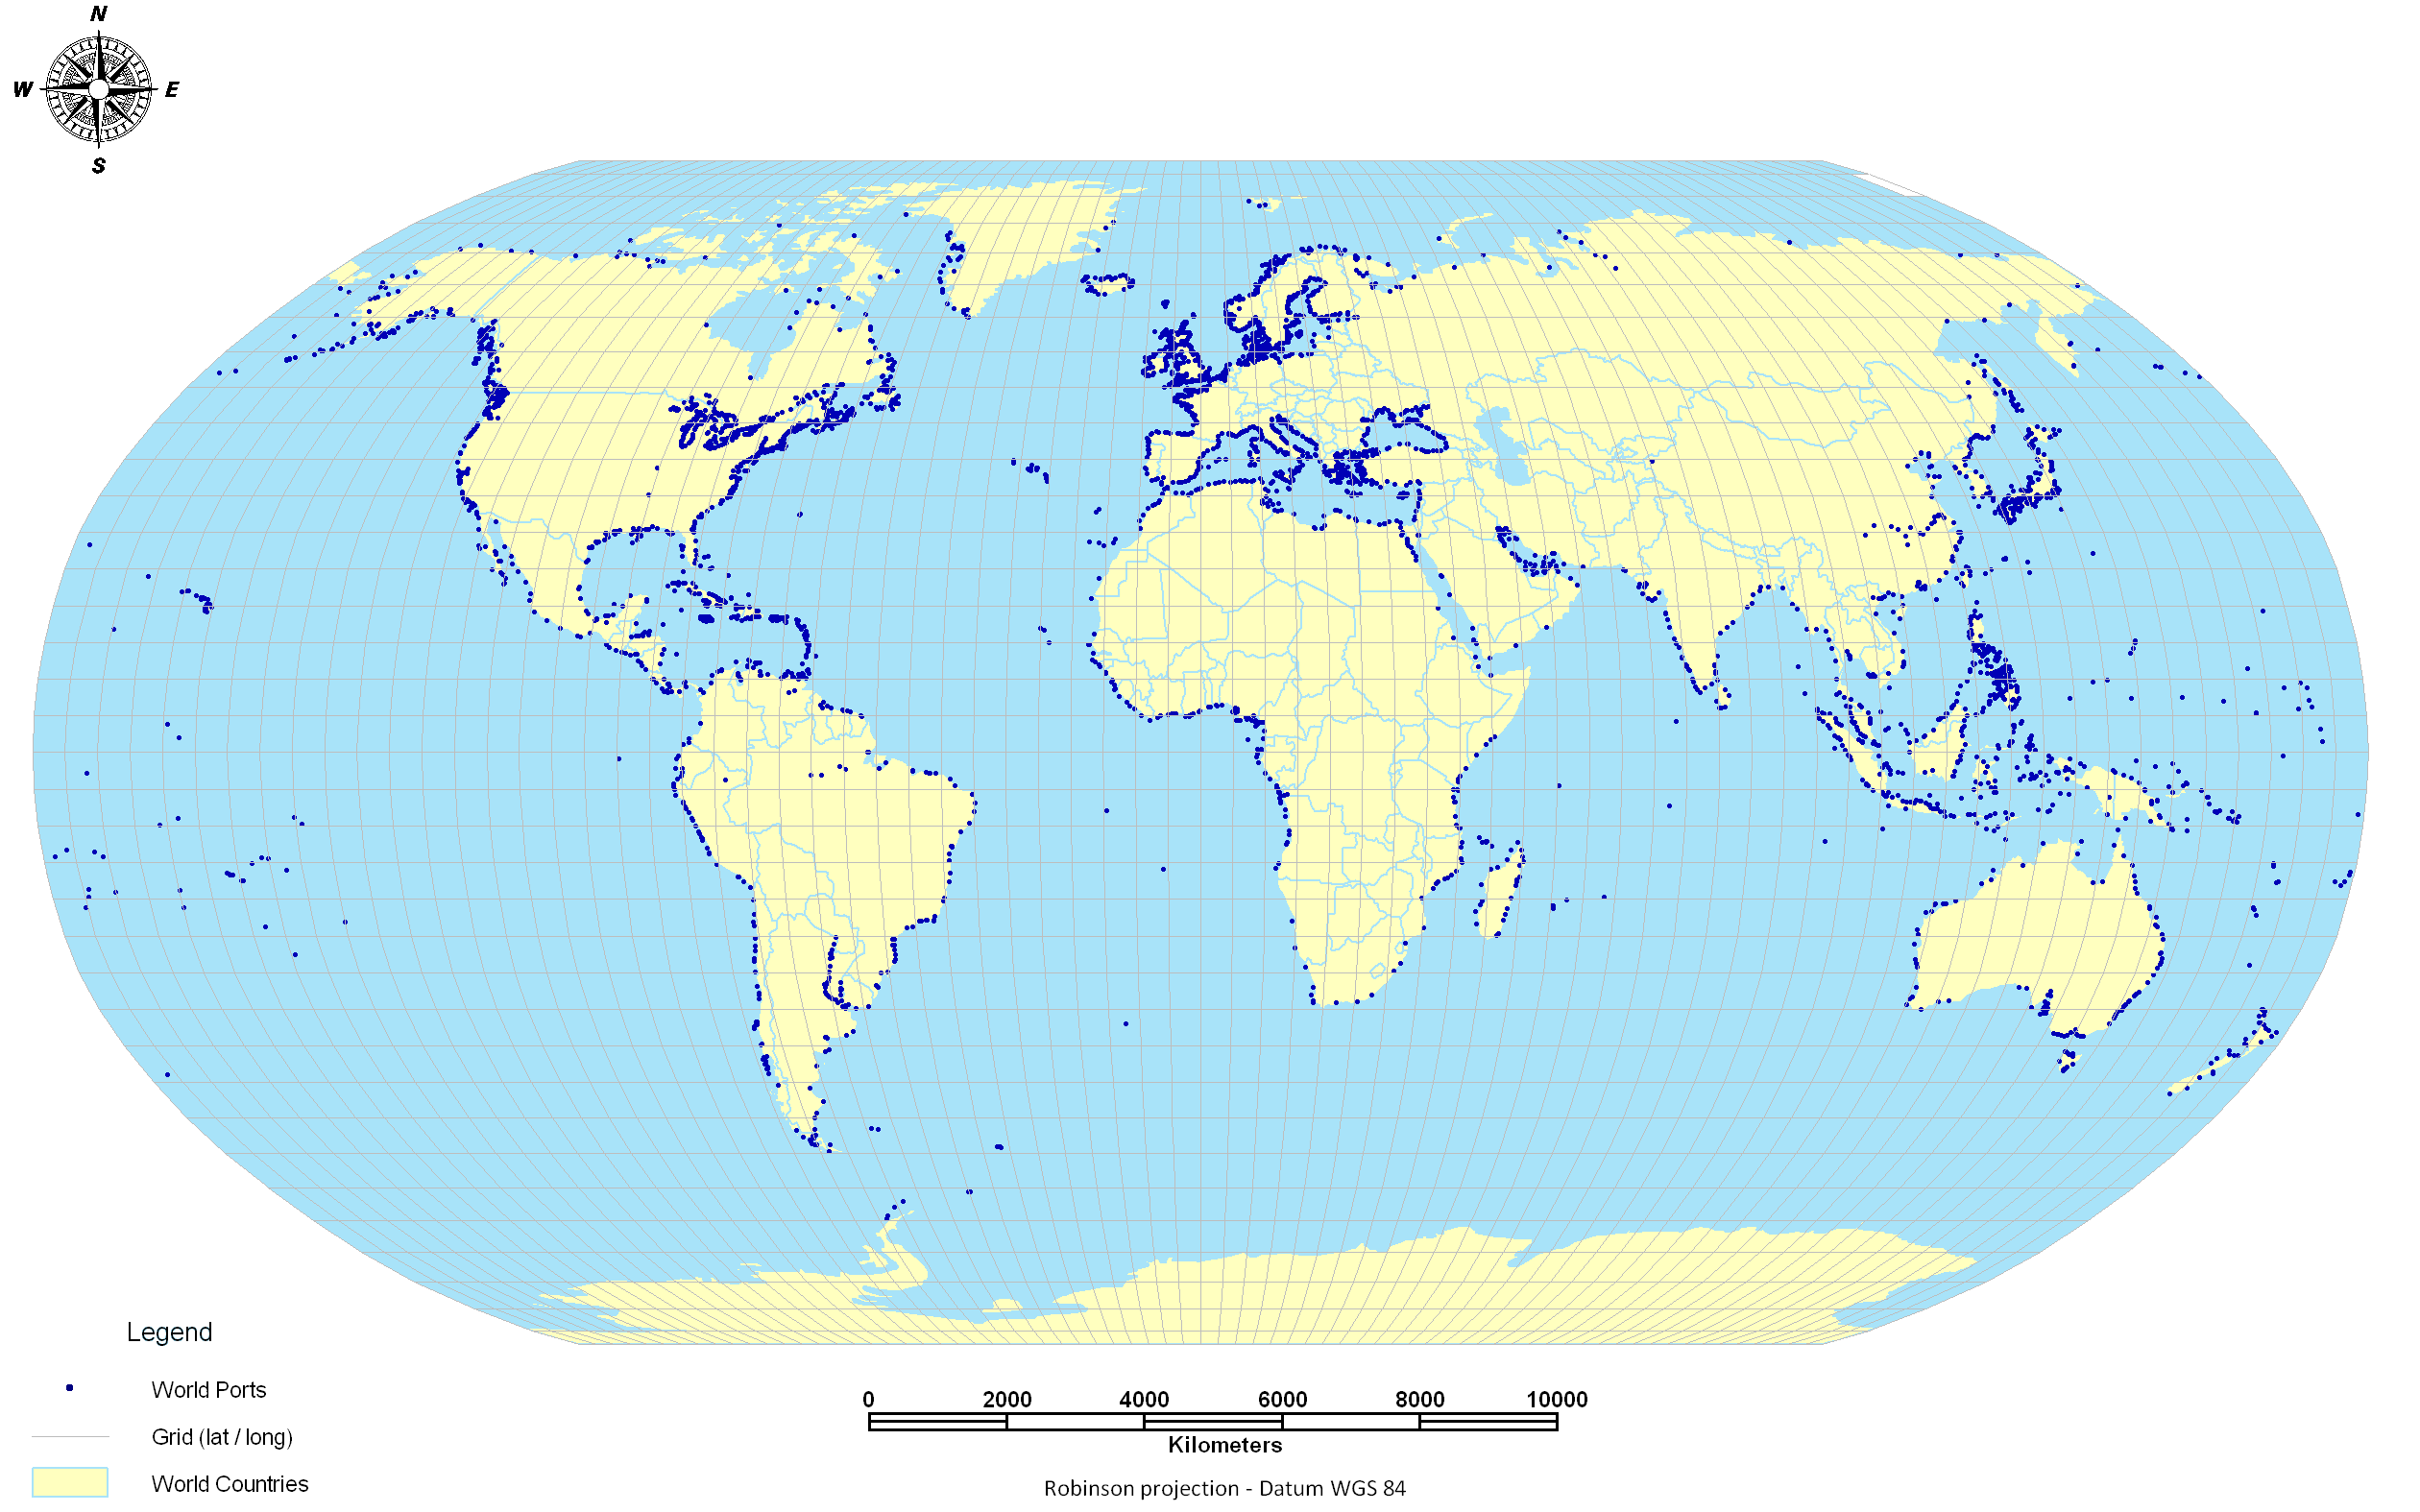 N
W E
S
Legend
World Ports
Grid (lat / long)
World Countries
0 2000 4000 6000 8000 10000
Kilometers
Robinson projection - Datum WGS 84